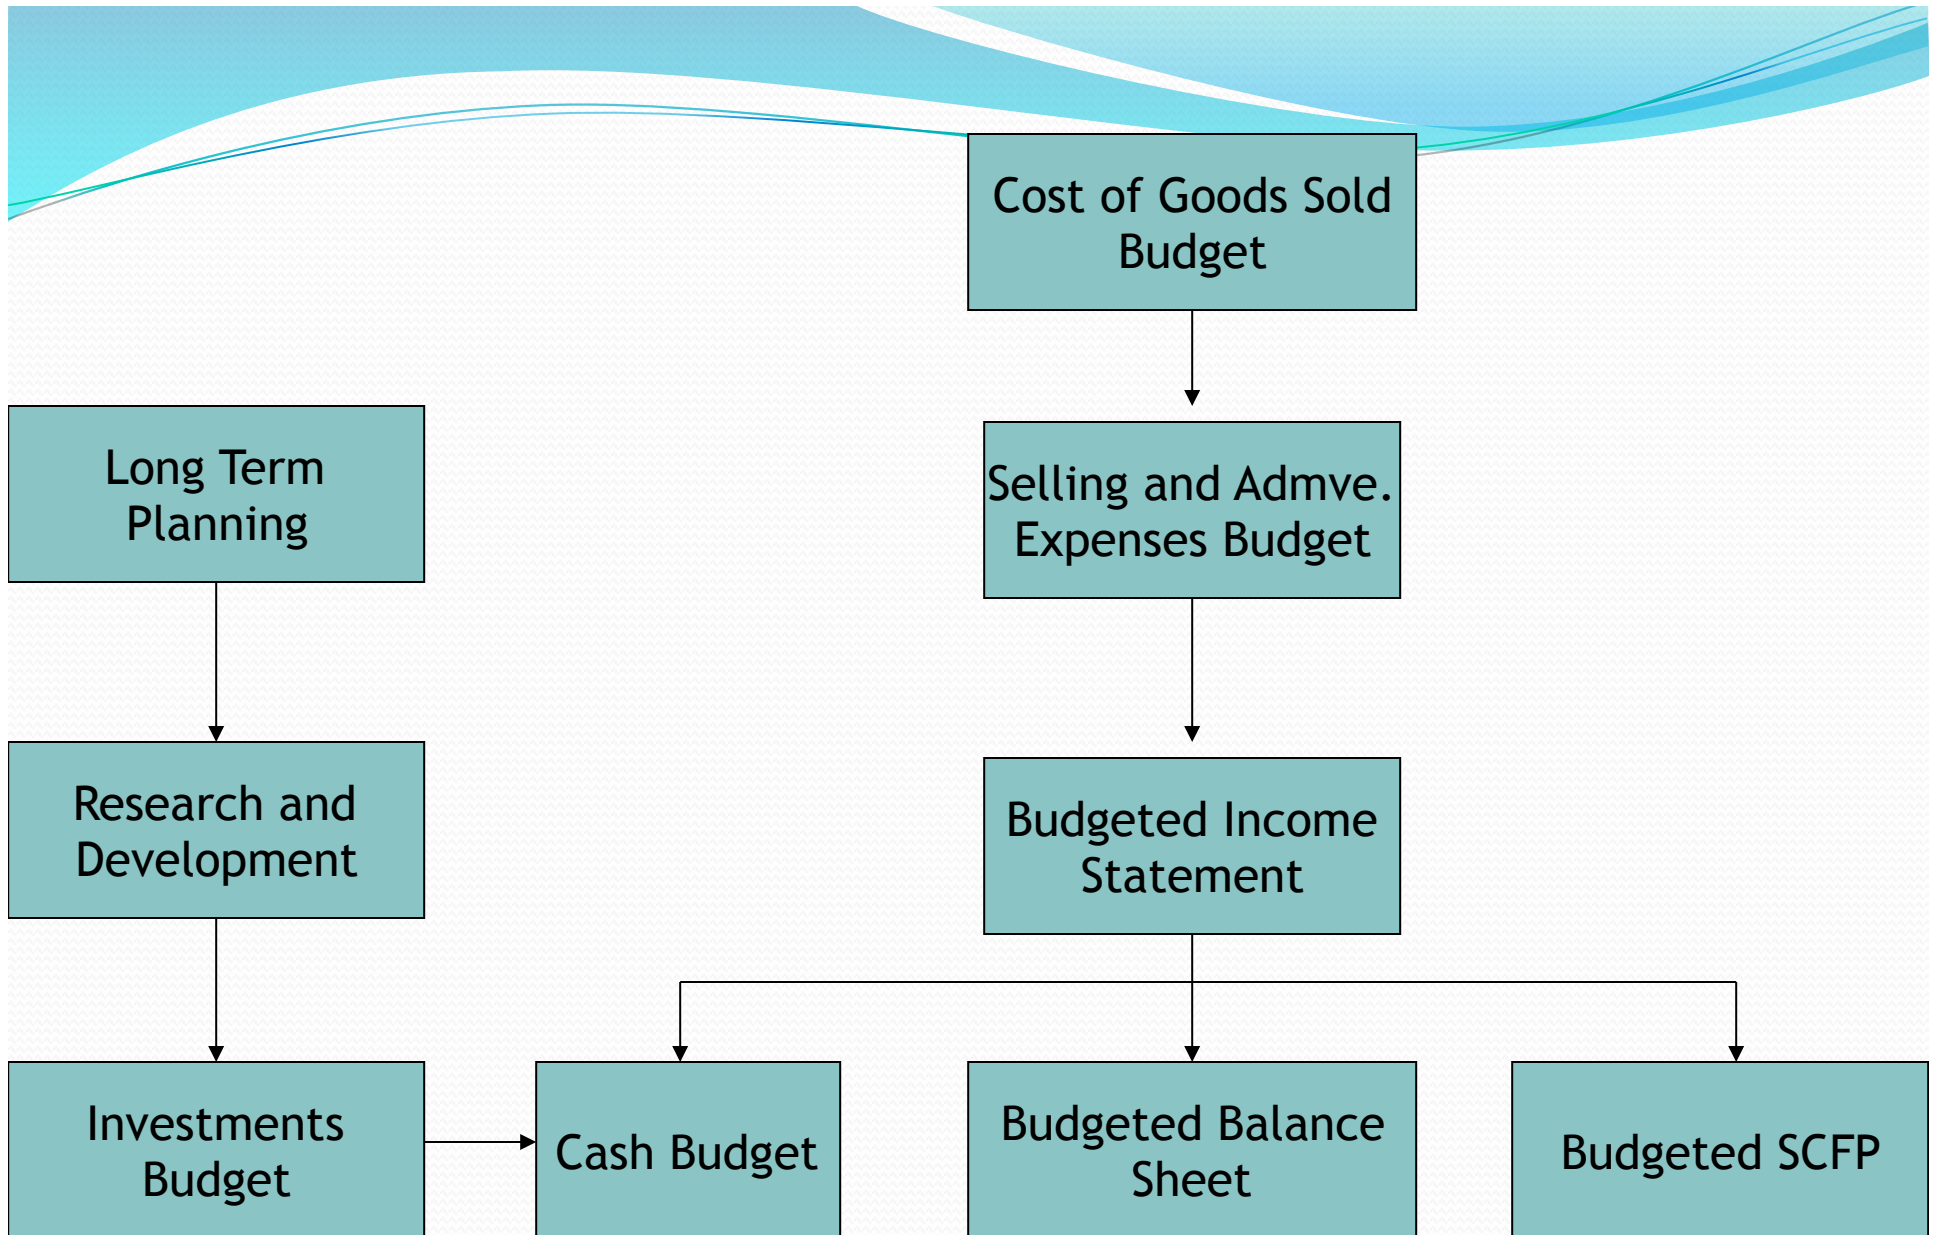 Cost of Goods Sold
Budget
Long Term
Planning
Selling and Admve.
Expenses Budget
Research and
Development
Budgeted Income
Statement
Investments
Budget
Cash Budget
Budgeted Balance
Sheet
Budgeted SCFP